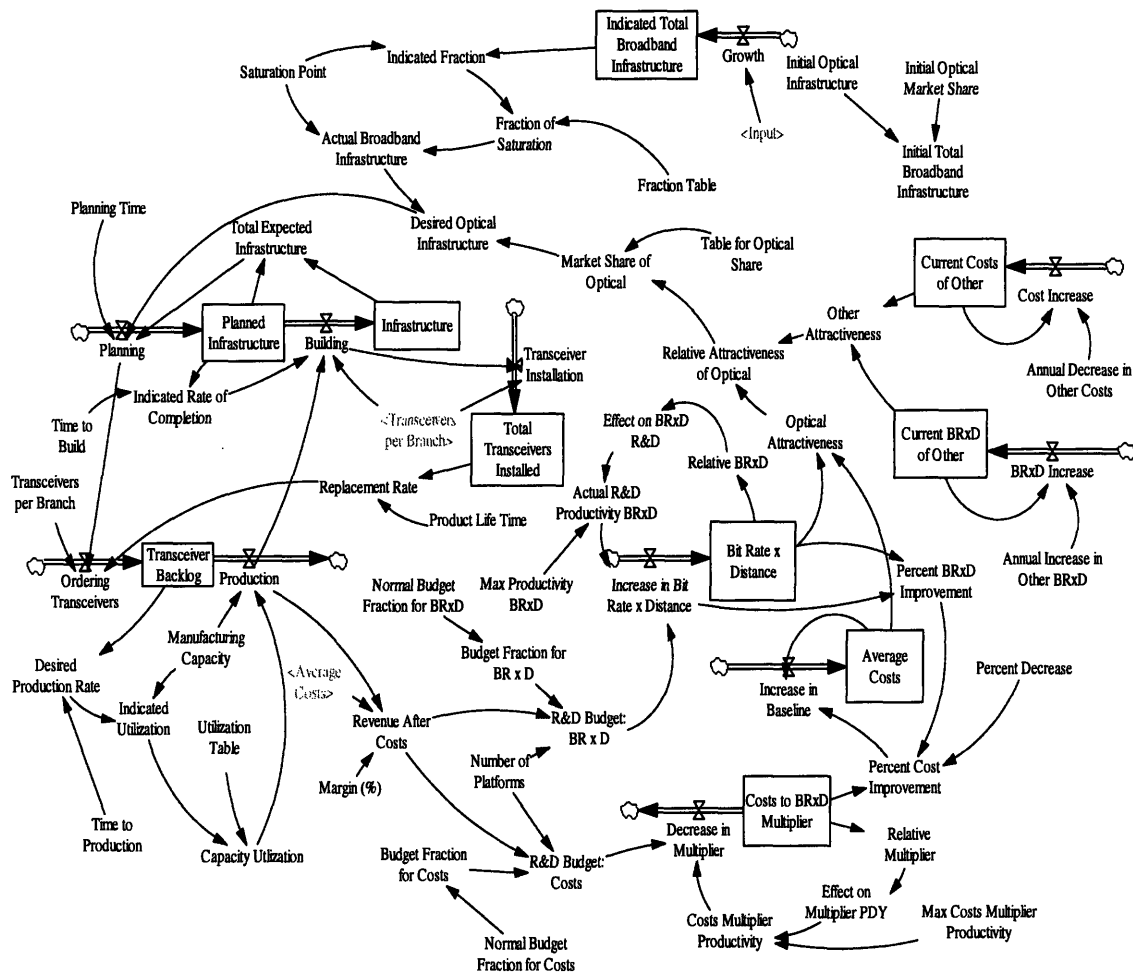 Indicated Total
Broadband
Infrastructure
Growth
Initial Optical
Infrastructure
Initial Optical
Market Share
Saturation Point
Indicated Fraction
<Input>
Fraction of
Saturation
Actual Broadband
Infrastructure
Initial Total
Broadband
Infrastructure
Fraction Table
Planning Time
Total Expected
Infrastructure
Desired Optical
Infrastructure
Market Share of
Optical
Table for Optical
Share
Current Costs
of Other
Cost Increase
Other
Attractiveness
Annual Decrease in
Other Costs
Planning
Planned
Infrastructure
Building
Infrastructure
Transceiver
Installation
Relative Attractiveness
of Optical
Indicated Rate of
Completion
Time to
Build
<Transceivers
per Branch>
Total
Transceivers
Installed
Effect on BRxD
R&D
Optical
Attractiveness
Current BRxD
of Other
BRxD Increase
Relative BRxD
Transceivers
per Branch
Replacement Rate
Product Life Time
Actual R&D
Productivity BRxD
Annual Increase
in Other BRxD
Ordering
Transceivers
Transceiver
Backlog
Production
Max Productivity
BRxD
Increase in Bit
Rate x Distance
Bit Rate x
Distance
Percent BRxD
Improvement
Normal Budget
Fraction for BRxD
Budget Fraction for
BR x D
Manufacturing
Capacity
Desired
Production Rate
Indicated
Utilization
Utilization
Table
<Average
Costs>
Revenue After
Costs
R&D Budget:
BR x D
Increase in
Baseline
Average
Costs
Percent Decrease
Margin (%)
Number of
Platforms
Percent Cost
Improvement
Time to
Production
Capacity Utlization
Decrease in
Multiplier
Costs to BRxD
Multiplier
Relative
Multiplier
Budget Fraction
for Costs
R&D Budget:
Costs
Effect on
Multiplier PDY
Costs Multiplier
Productivity
Max Costs Multiplier
Productivity
Normal Budget
Fraction for Costs